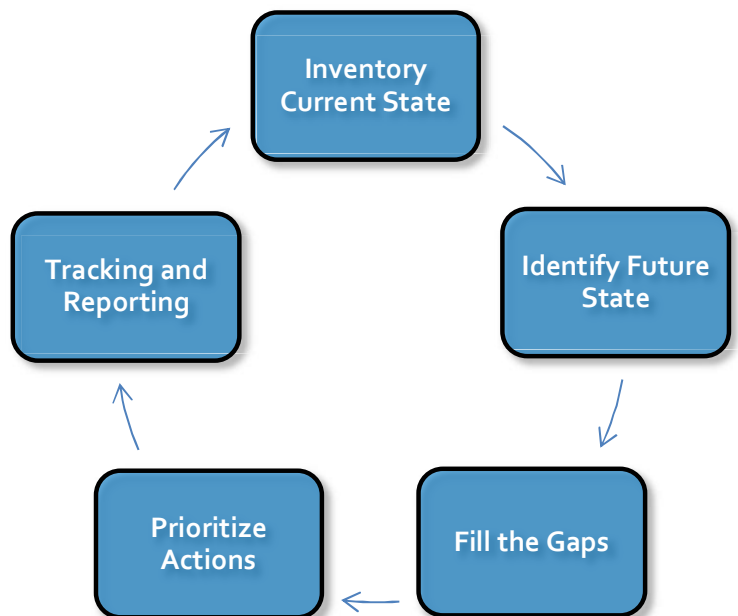 Inventory
Current State
Identify Future
State
Fill the Gaps
Prioritize
Actions
Tracking and
Reporting